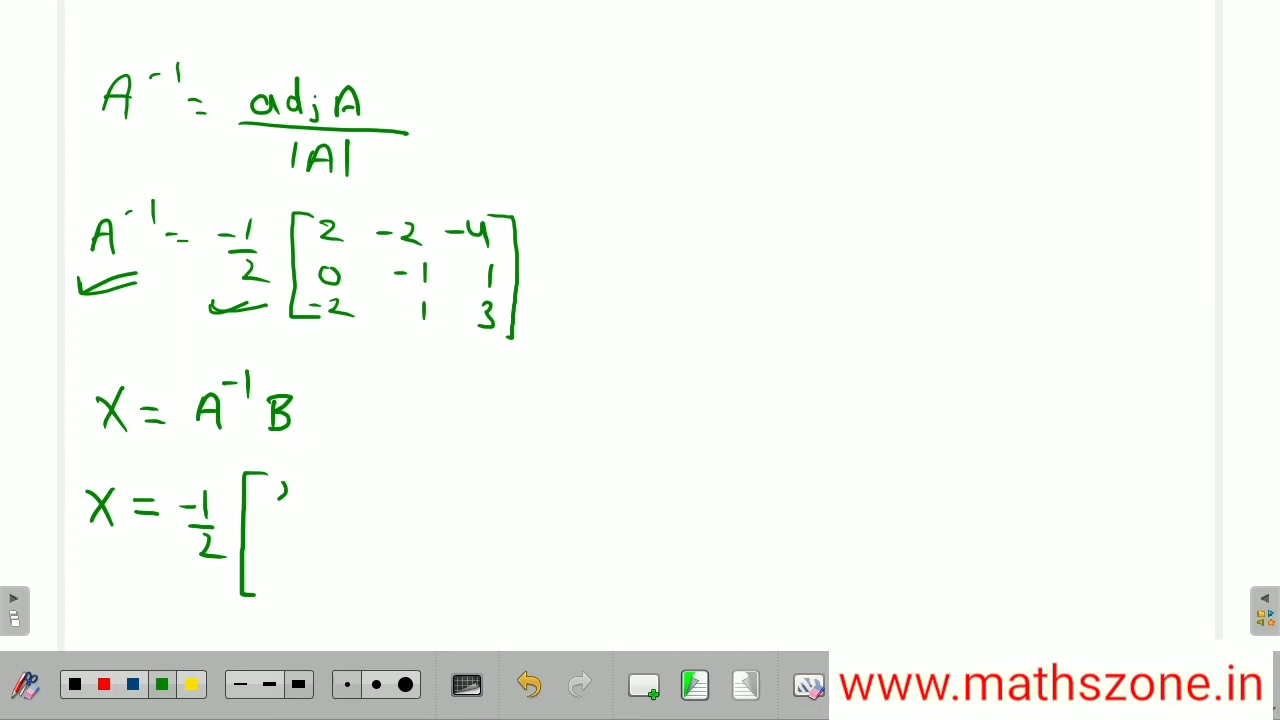 A⁻¹ = adj A / |A|
A⁻¹ = -1/2 [2 -2 -4
0 -1 1
-2 1 3]
X = A⁻¹ B
X = -1/2 [
www.mathszone.in